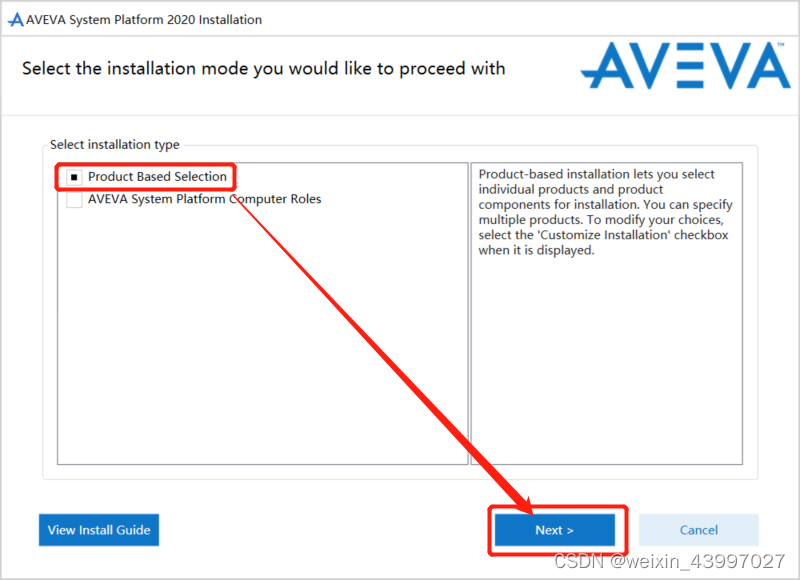 AVEVA System Platform 2020 Installation
Select the installation mode you would like to proceed with
AVEVA™
Select installation type
Product Based Selection
AVEVA System Platform Computer Roles
Product-based installation lets you select
individual products and product
components for installation. You can specify
multiple products. To modify your choices,
select the 'Customize Installation' checkbox
when it is displayed.
View Install Guide
Next >
Cancel
CSDN @weixin_43997027